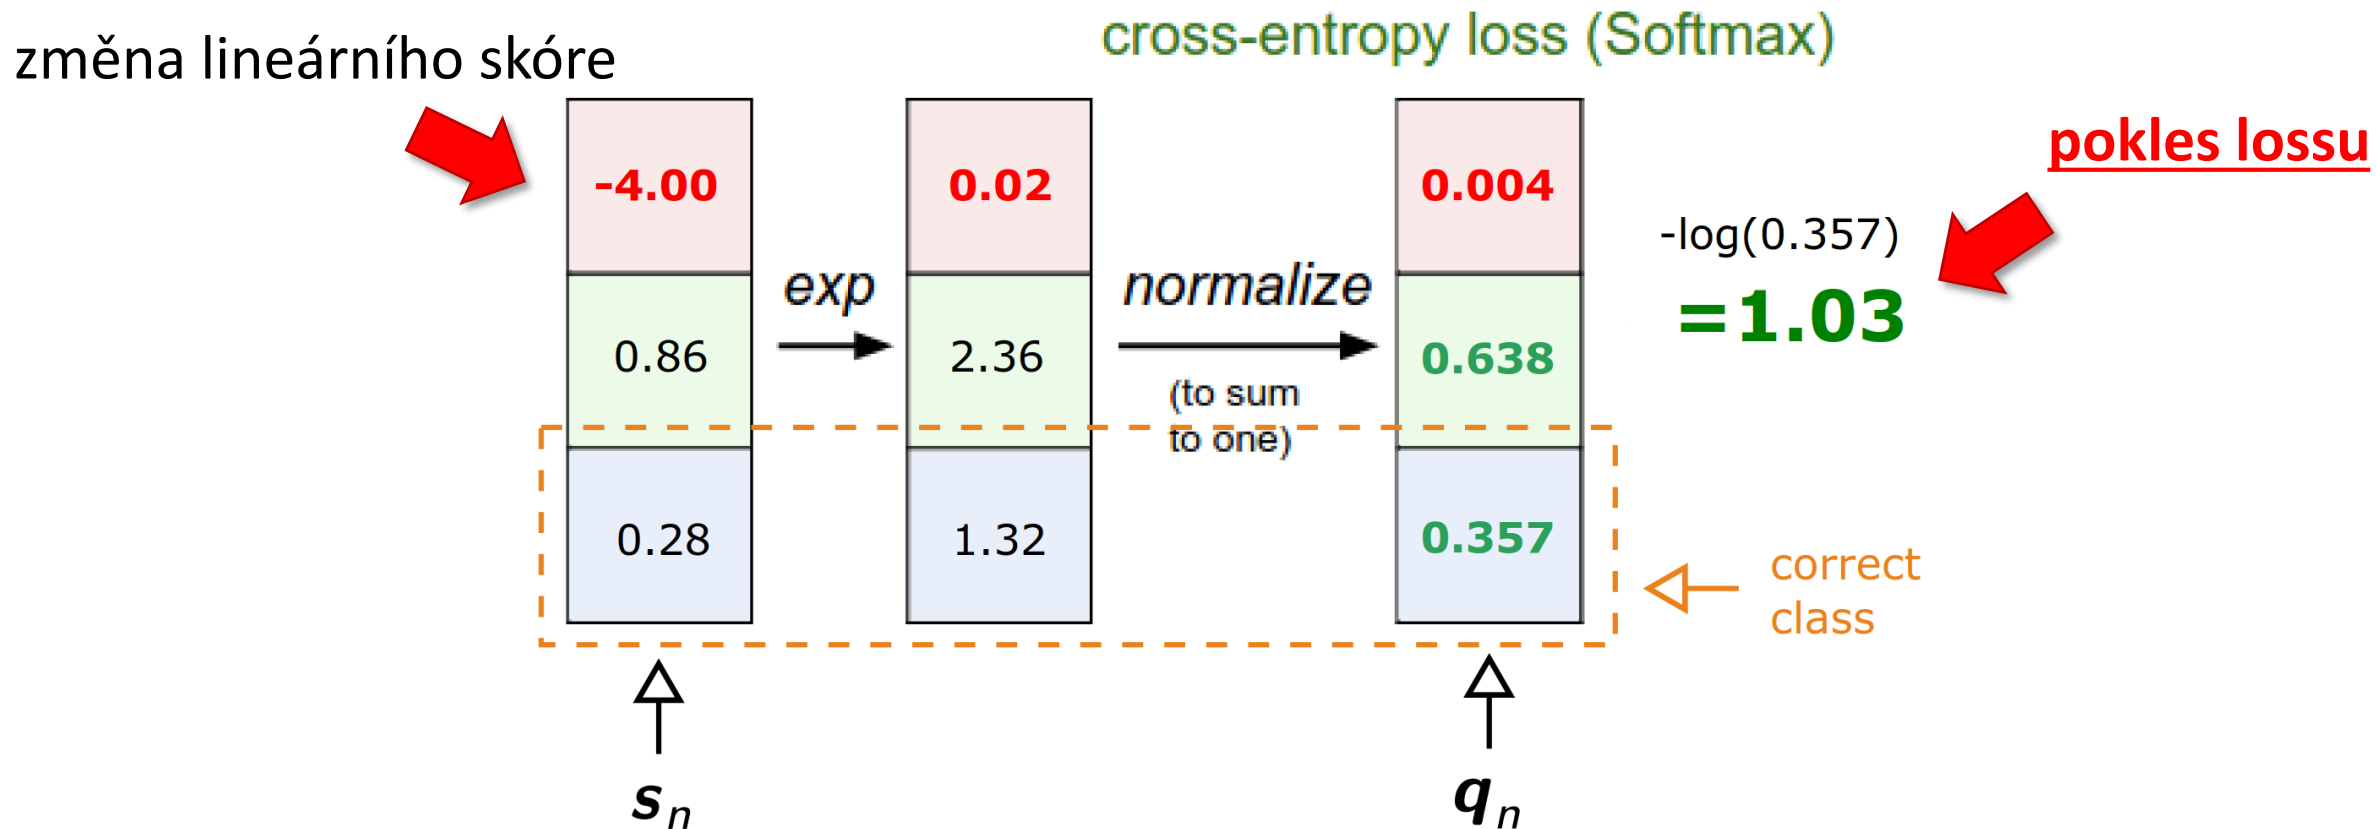 cross-entropy loss (Softmax)
změna lineárního skóre
pokles lossu
-4.00
0.02
0.004
-log(0.357)
exp
normalize
=1.03
0.86
2.36
0.638
(to sum
to one)
0.28
1.32
0.357
correct
class
sn
qn